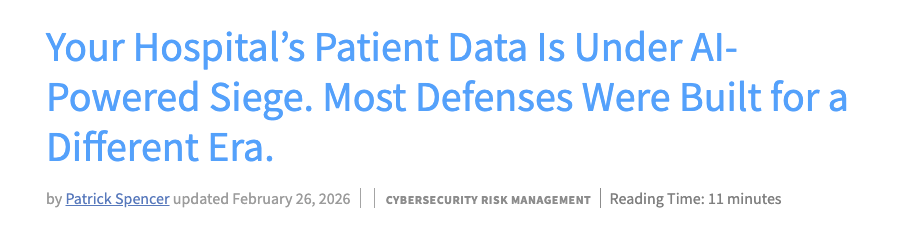 Your Hospital’s Patient Data Is Under AI-
Powered Siege. Most Defenses Were Built for a
Different Era.
by Patrick Spencer updated February 26, 2026 | | CYBERSECURITY RISK MANAGEMENT | Reading Time: 11 minutes